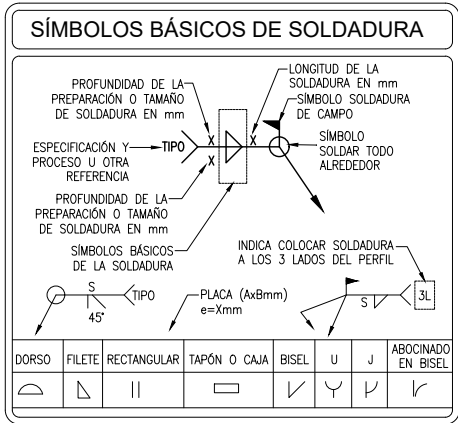 SÍMBOLOS BÁSICOS DE SOLDADURA
PROFUNDIDAD DE LA
PREPARACIÓN O TAMAÑO
DE SOLDADURA EN mm
LONGITUD DE LA
SOLDADURA EN mm
SÍMBOLO SOLDADURA
DE CAMPO
ESPECIFICACIÓN Y
PROCESO U OTRA
REFERENCIA
TIPO
X
X
X
SÍMBOLO
SOLDAR TODO
ALREDEDOR
PROFUNDIDAD DE LA
PREPARACIÓN O TAMAÑO
DE SOLDADURA EN mm
SÍMBOLOS BÁSICOS
DE LA SOLDADURA
INDICA COLOCAR SOLDADURA
A LOS 3 LADOS DEL PERFIL
S
45°
TIPO
PLACA (AxBmm)
e=Xmm
S
3L
DORSO FILETE RECTANGULAR TAPÓN O CAJA BISEL U J ABOCINADO
EN BISEL